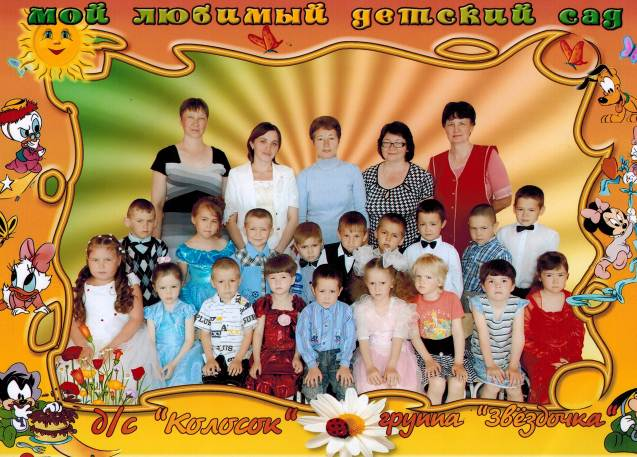 мой любимый детский сад
д/с "Колосок" группа "Звёздочка"